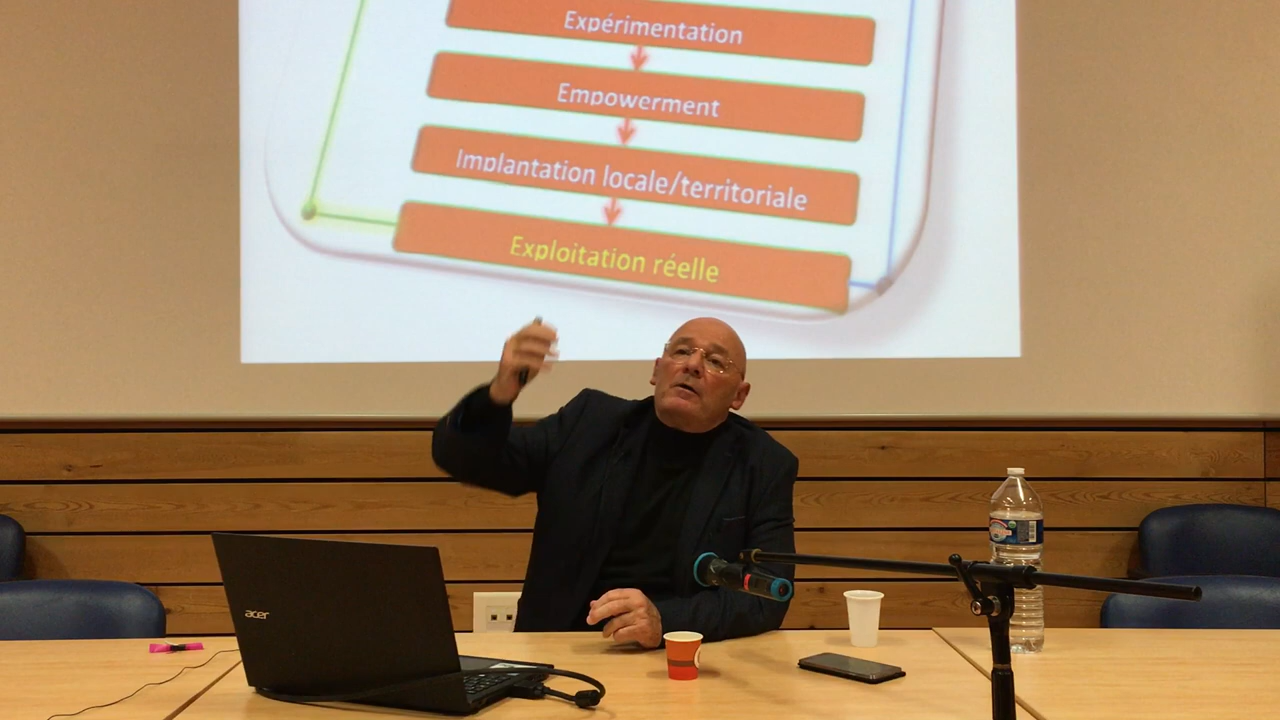 Expérimentation
Empowerment
Implantation locale/territoriale
Exploitation réelle
acer